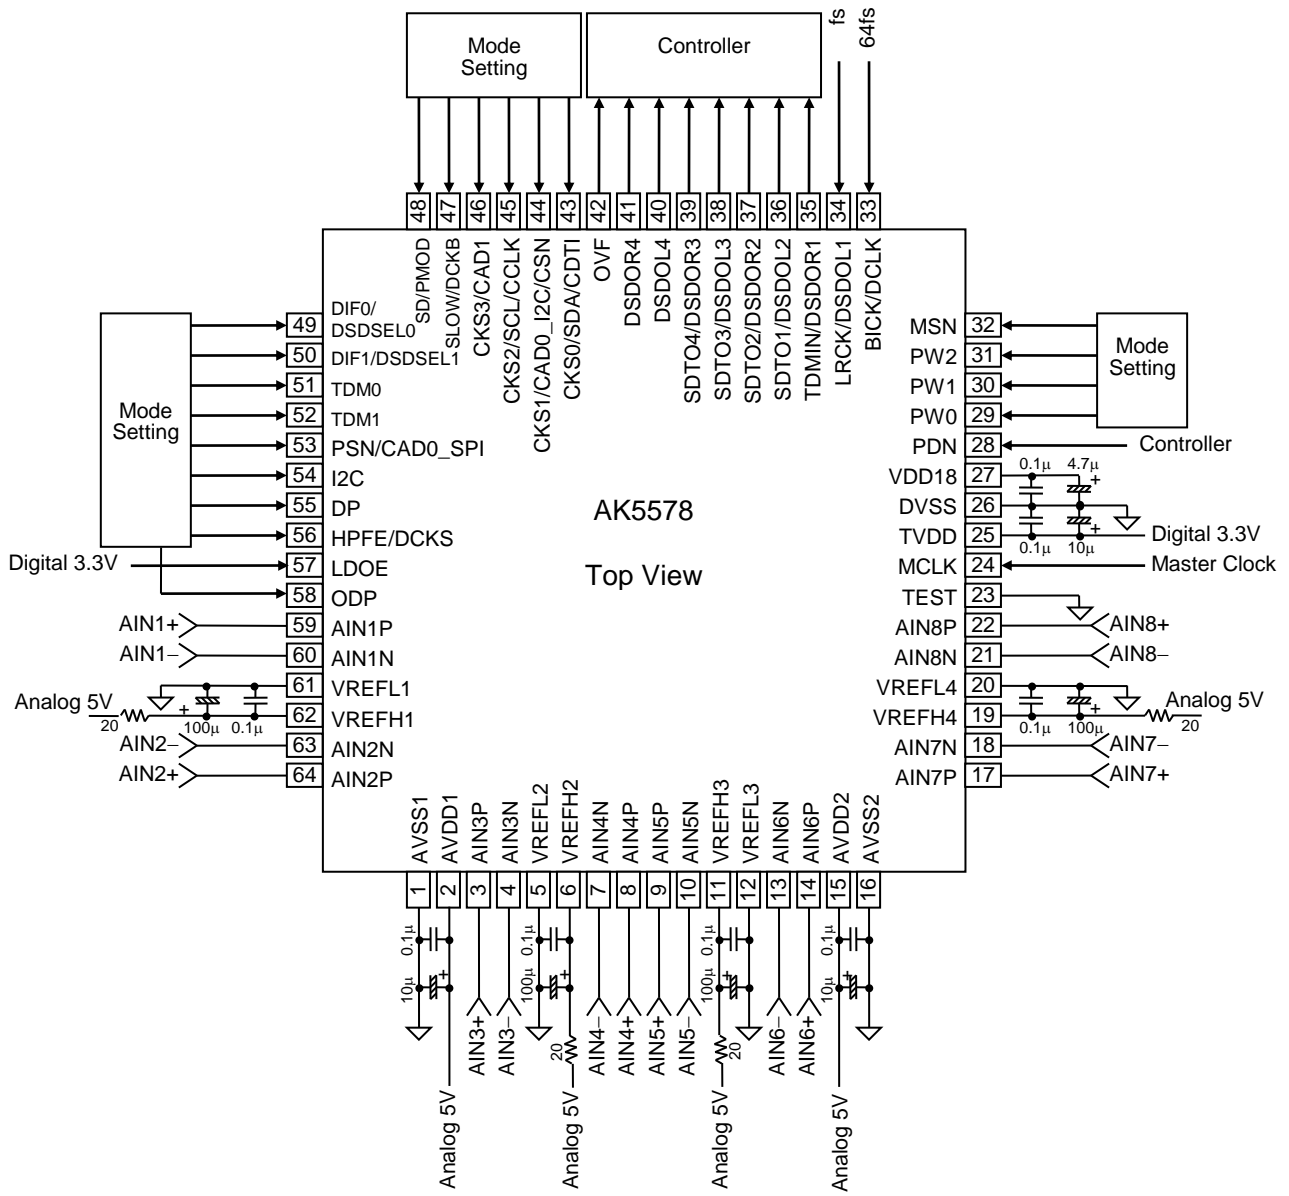 Mode
Setting
Controller
fs
64fs
48
47
46
45
44
43
42
41
40
39
38
37
36
35
34
33
SD/PMOD
SLOW/DCKB
CKS3/CAD1
CKS2/SCL/CCLK
CKS1/CAD0_I2C/CSN
CKS0/SDA/CDTI
OVF
DSDOR4
DSDOL4
SDTO4/DSDOR3
SDTO3/DSDOL3
SDTO2/DSDOR2
SDTO1/DSDOL2
TDMIN/DSDOR1
LRCK/DSDOL1
BICK/DCLK
Mode
Setting
Digital 3.3V
AIN1+
AIN1−
Analog 5V
20
+
100μ
0.1μ
AIN2−
AIN2+
49
DIF0/
DSDSEL0
50
DIF1/DSDSEL1
51
TDM0
52
TDM1
53
PSN/CAD0_SPI
54
I2C
55
DP
56
HPFE/DCKS
57
LDOE
58
ODP
59
AIN1P
60
AIN1N
61
VREFL1
62
VREFH1
63
AIN2N
64
AIN2P
AK5578
Top View
MSN
32
PW2
31
PW1
30
PW0
29
PDN
28
VDD18
27
DVSS
26
TVDD
25
MCLK
24
TEST
23
AIN8P
22
AIN8N
21
VREFL4
20
VREFH4
19
AIN7N
18
AIN7P
17
Mode
Setting
Controller
0.1μ
4.7μ
+
0.1μ
10μ
+
Digital 3.3V
Master Clock
AIN8+
AIN8−
Analog 5V
0.1μ
100μ
+
20
AIN7−
AIN7+
AVSS1
AVDD1
AIN3P
AIN3N
VREFL2
VREFH2
AIN4N
AIN4P
AIN5P
AIN5N
VREFH3
VREFL3
AIN6N
AIN6P
AVDD2
AVSS2
1
2
3
4
5
6
7
8
9
10
11
12
13
14
15
16
0.1μ
0.1μ
0.1μ
0.1μ
10μ
+
100μ
+
100μ
+
10μ
+
AIN3+
AIN3−
20
AIN4−
AIN4+
AIN5+
AIN5−
20
AIN6−
AIN6+
Analog 5V
Analog 5V
Analog 5V
Analog 5V